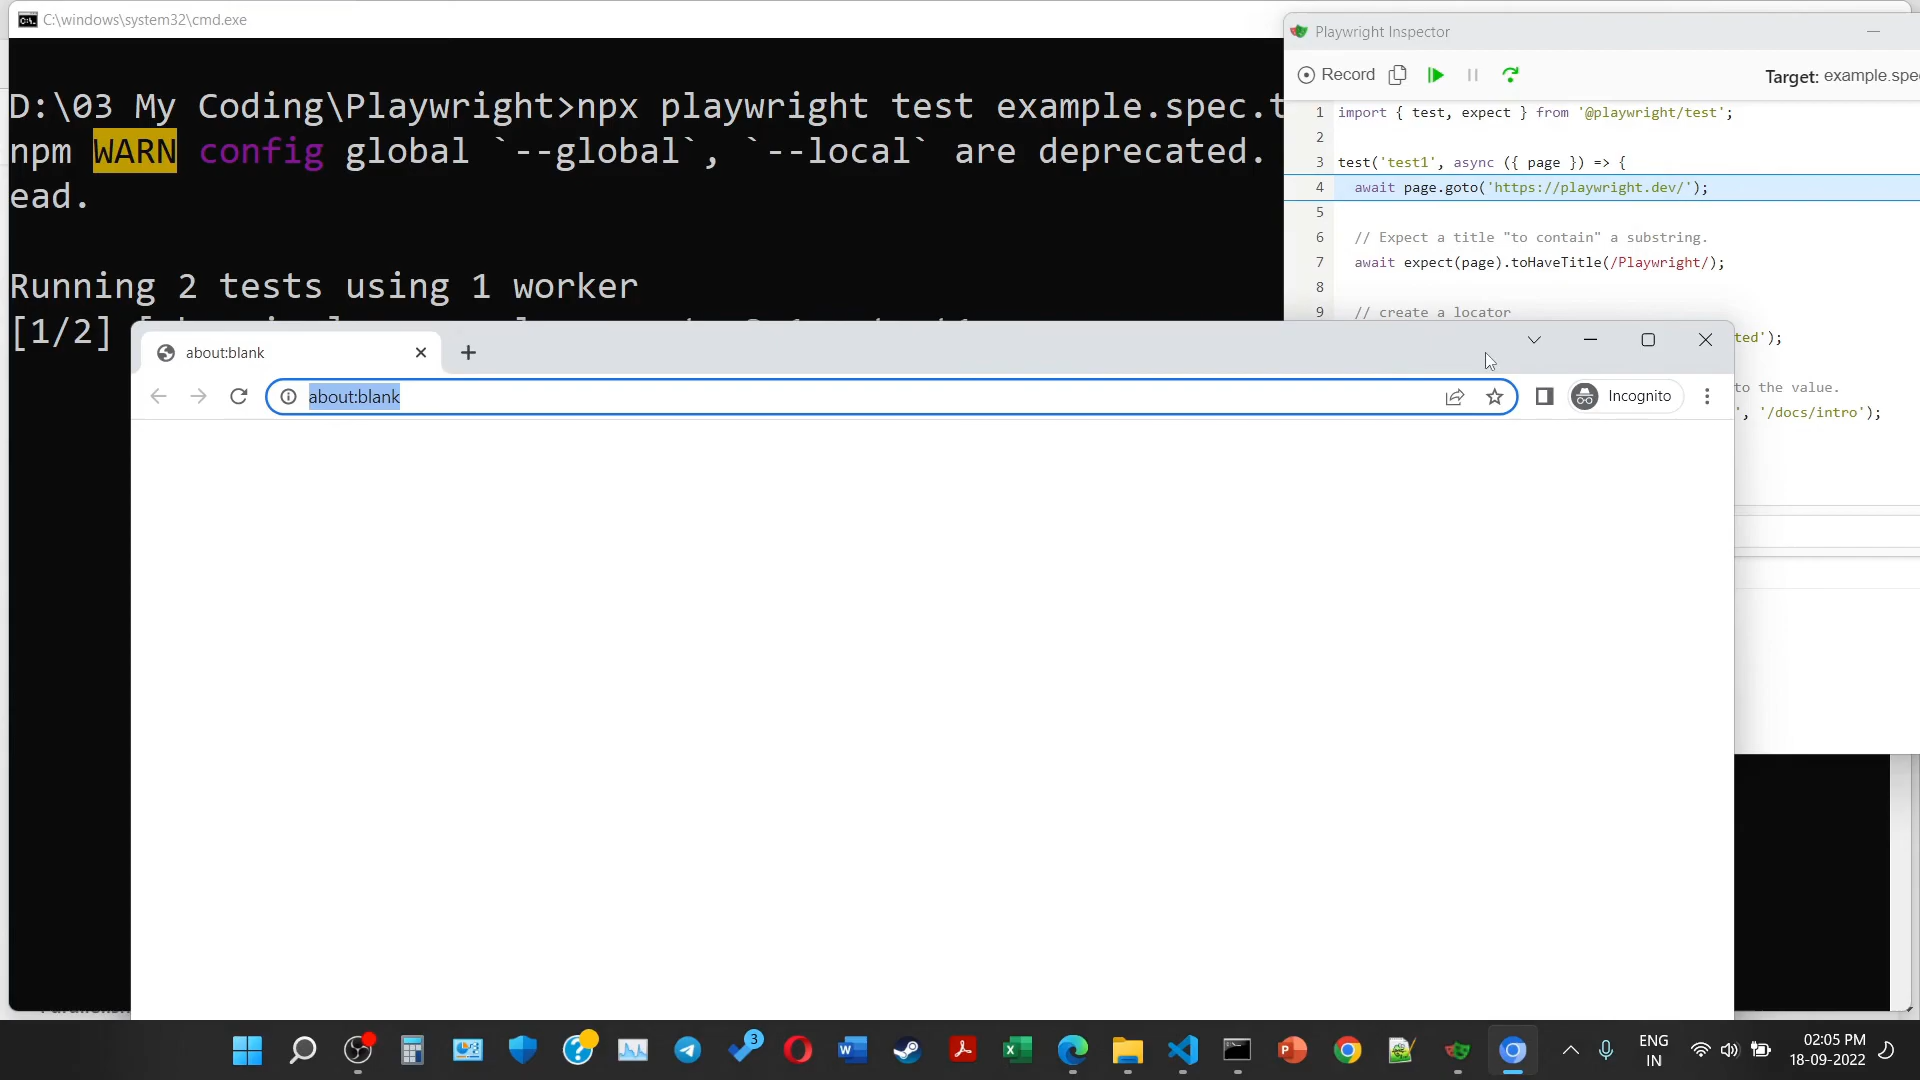 C:\windows\system32\cmd.exe
D:\03 My Coding\Playwright>npx playwright test example.spec.t
npm WARN config global `--global`, `--local` are deprecated.
ead.
Running 2 tests using 1 worker
[1/2] [
Playwright Inspector
Record
Target: example.spec
1 import { test, expect } from '@playwright/test';
2
3 test('test1', async ({ page }) => {
4 await page.goto('https://playwright.dev/');
5
6 // Expect a title "to contain" a substring.
7 await expect(page).toHaveTitle(/Playwright/);
8
9 // create a locator
ted');
to the value.
', '/docs/intro');
about:blank
about:blank
Incognito
3
ENG
IN
02:05 PM
18-09-2022